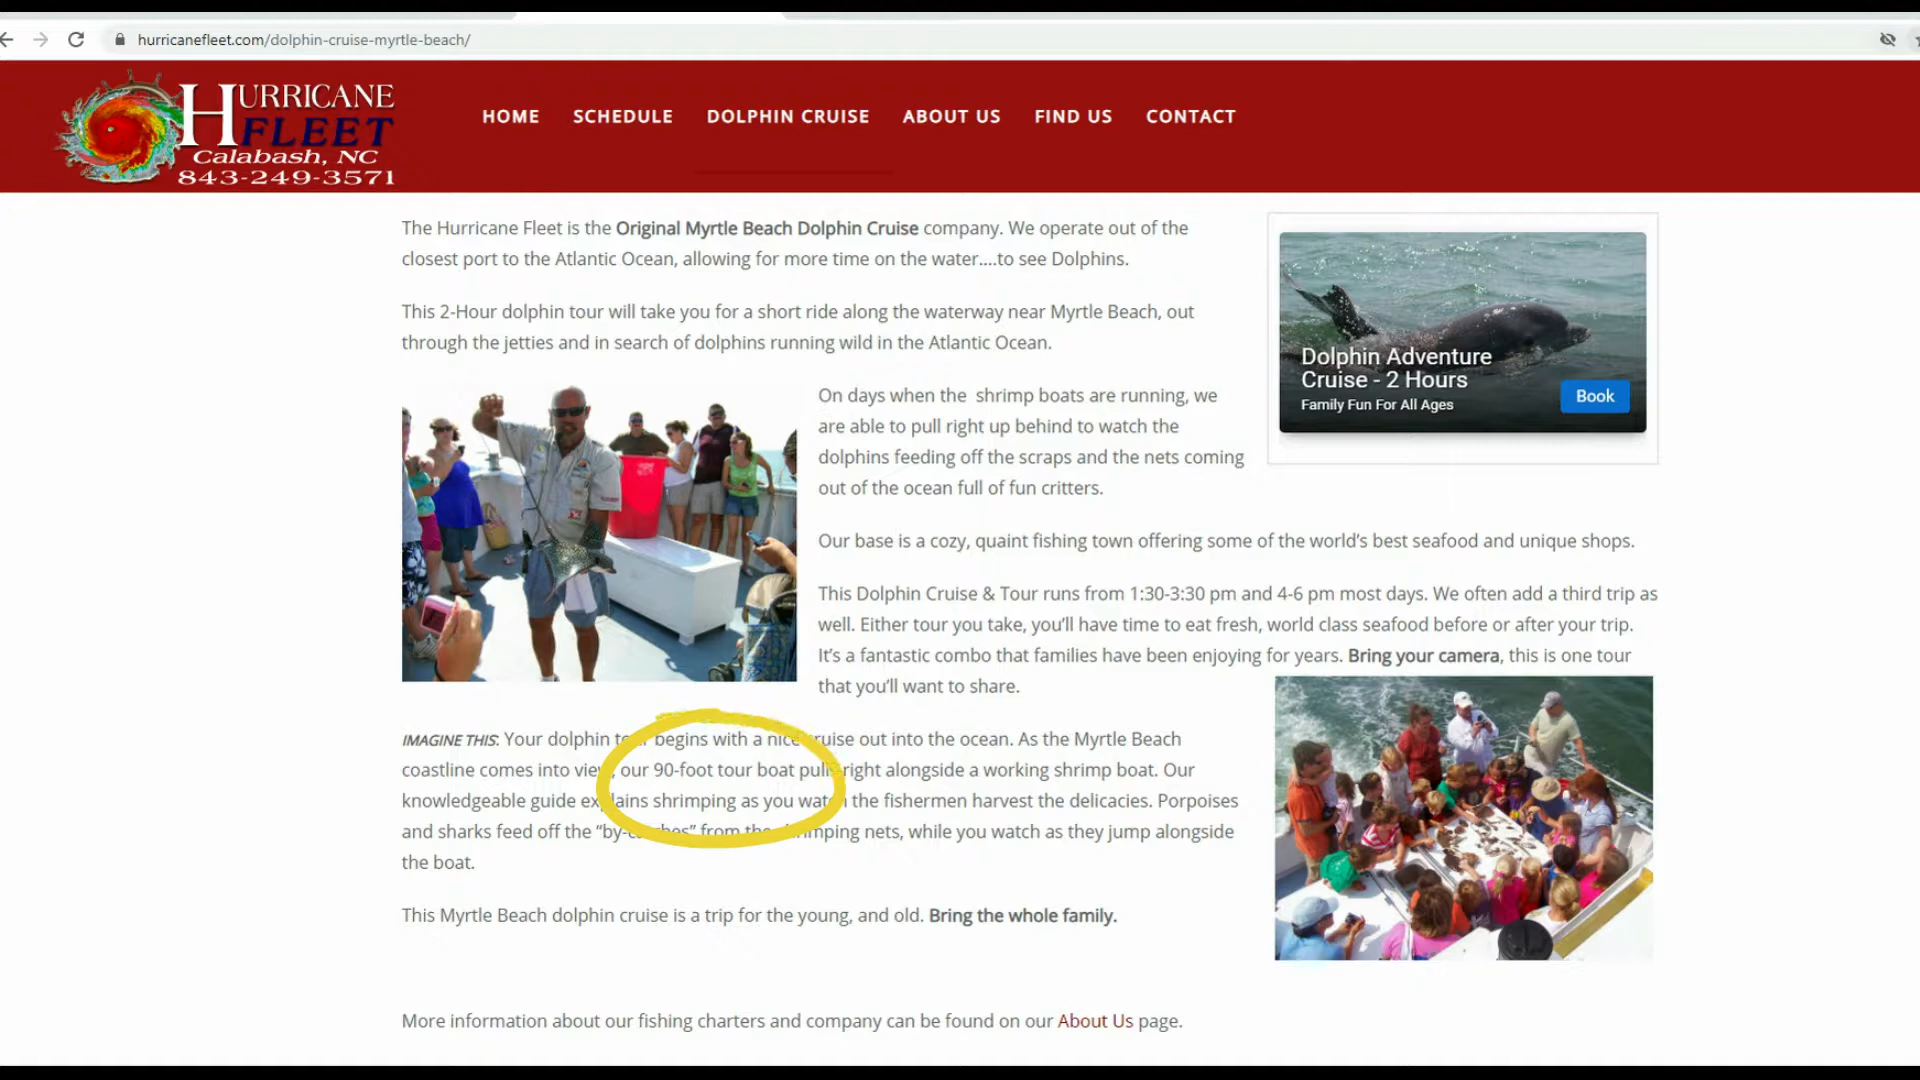 hurricanefleet.com/dolphin-cruise-myrtle-beach/
HURRICANE
FLEET
Calabash, NC
843-249-3571
HOME
SCHEDULE
DOLPHIN CRUISE
ABOUT US
FIND US
CONTACT
The Hurricane Fleet is the Original Myrtle Beach Dolphin Cruise company. We operate out of the
closest port to the Atlantic Ocean, allowing for more time on the water....to see Dolphins.
This 2-Hour dolphin tour will take you for a short ride along the waterway near Myrtle Beach, out
through the jetties and in search of dolphins running wild in the Atlantic Ocean.
Dolphin Adventure
Cruise - 2 Hours
Family Fun For All Ages
Book
On days when the shrimp boats are running, we
are able to pull right up behind to watch the
dolphins feeding off the scraps and the nets coming
out of the ocean full of fun critters.
Our base is a cozy, quaint fishing town offering some of the world's best seafood and unique shops.
This Dolphin Cruise & Tour runs from 1:30-3:30 pm and 4-6 pm most days. We often add a third trip as
well. Either tour you take, you'll have time to eat fresh, world class seafood before or after your trip.
It's a fantastic combo that families have been enjoying for years. Bring your camera, this is one tour
that you'll want to share.
IMAGINE THIS: Your dolphin tour begins with a nice cruise out into the ocean. As the Myrtle Beach
coastline comes into view, our 90-foot tour boat pulls right alongside a working shrimp boat. Our
knowledgeable guide explains shrimping as you watch the fishermen harvest the delicacies. Porpoises
and sharks feed off the "by-catches" from the shrimping nets, while you watch as they jump alongside
the boat.
This Myrtle Beach dolphin cruise is a trip for the young, and old. Bring the whole family.
More information about our fishing charters and company can be found on our About Us page.